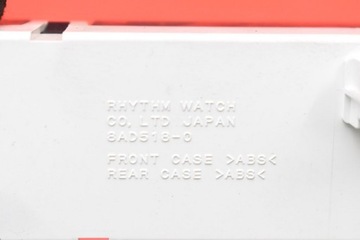 RHYTHM WATCH
CO,.LTD JAPAN
8AD518-0
FRONT CASE >ABS<
REAR CASE >ABS<